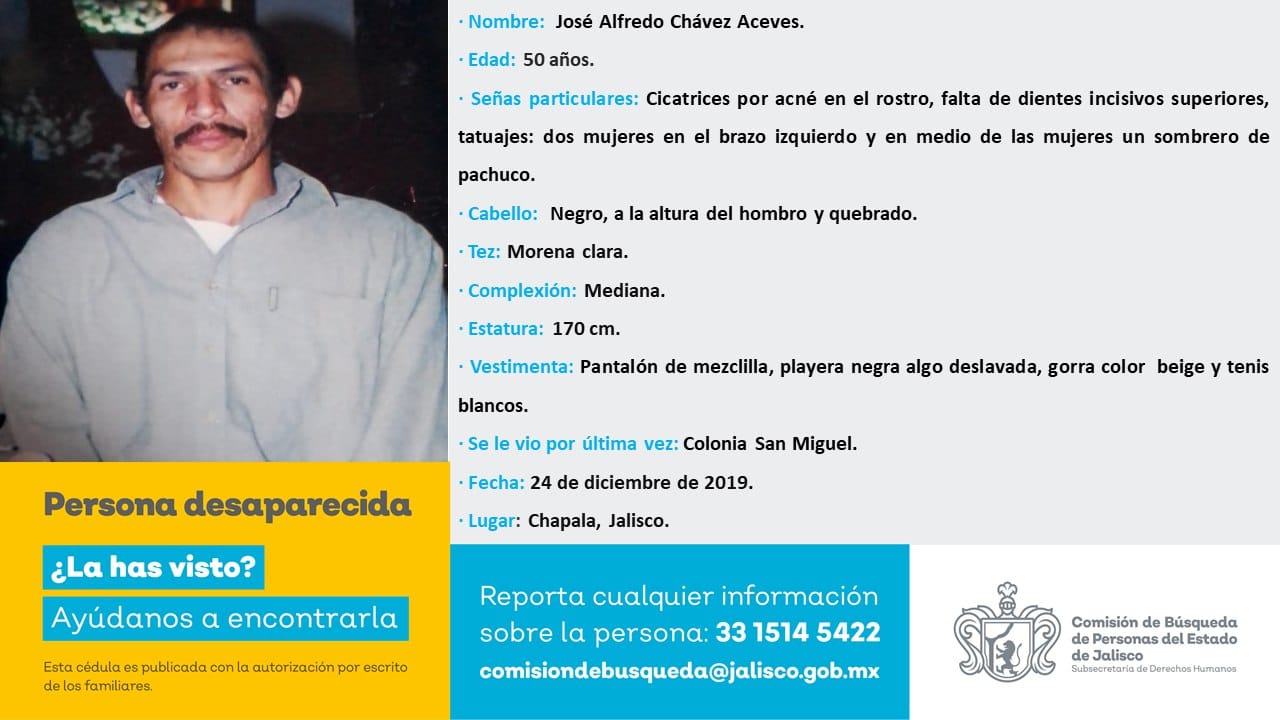 · Nombre: José Alfredo Chávez Aceves.
· Edad: 50 años.
· Señas particulares: Cicatrices por acné en el rostro, falta de dientes incisivos superiores,
tatuajes: dos mujeres en el brazo izquierdo y en medio de las mujeres un sombrero de
pachuco.
· Cabello: Negro, a la altura del hombro y quebrado.
· Tez: Morena clara.
· Complexión: Mediana.
· Estatura: 170 cm.
· Vestimenta: Pantalón de mezclilla, playera negra algo deslavada, gorra color beige y tenis
blancos.
· Se le vio por última vez: Colonia San Miguel.
· Fecha: 24 de diciembre de 2019.
· Lugar: Chapala, Jalisco.
Persona desaparecida
¿La has visto?
Ayúdanos a encontrarla
Esta cédula es publicada con la autorización por escrito
de los familiares.
Reporta cualquier información
sobre la persona: 33 1514 5422
comisiondebusqueda@jalisco.gob.mx
Comisión de Búsqueda
de Personas del Estado
de Jalisco
Subsecretaría de Derechos Humanos